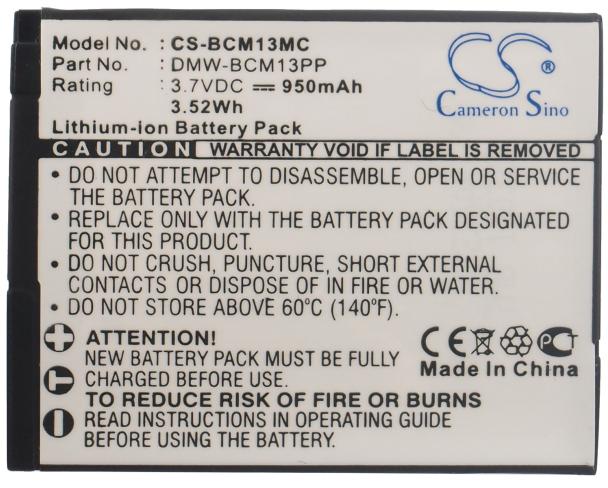 Model No. : CS-BCM13MC
Part No. : DMW-BCM13PP
Rating : 3.7VDC ⎓ 950mAh
3.52Wh
Lithium-ion Battery Pack
CS ®
Cameron Sino
CAUTION WARRANTY VOID IF LABEL IS REMOVED
• DO NOT ATTEMPT TO DISASSEMBLE, OPEN OR SERVICE
THE BATTERY PACK.
• REPLACE ONLY WITH THE BATTERY PACK DESIGNATED
FOR THIS PRODUCT.
• DO NOT CRUSH, PUNCTURE, SHORT EXTERNAL
CONTACTS OR DISPOSE OF IN FIRE OR WATER.
• DO NOT STORE ABOVE 60°C (140°F).
ATTENTION!
NEW BATTERY PACK MUST BE FULLY
CHARGED BEFORE USE.
TO REDUCE RISK OF FIRE OR BURNS
READ INSTRUCTIONS IN OPERATING GUIDE
BEFORE USING BATTERY PACK.
CE PCT
Made In China